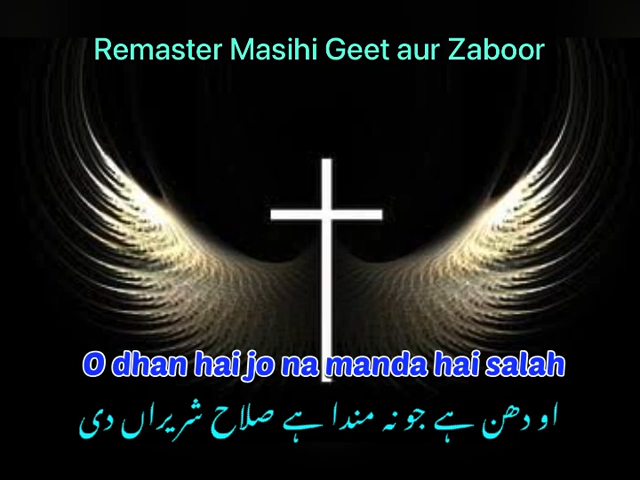 Remaster Masihi Geet aur Zaboor
O dhan hai jo na manda hai salah
او دھن ہے جو نہ مندا ہے صلاح شریراں دی